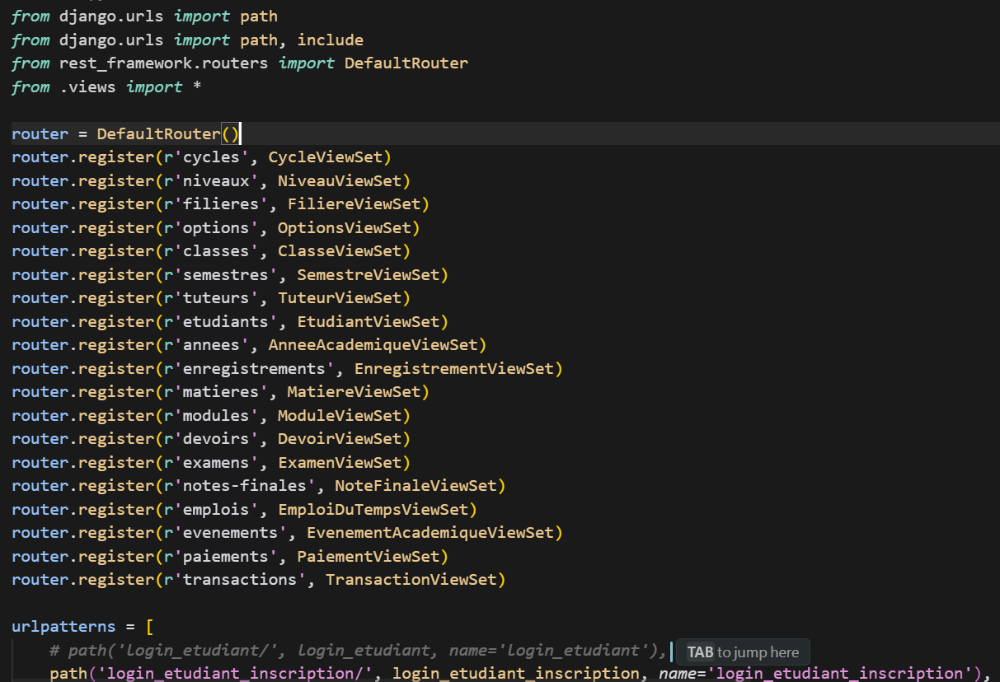 from django.urls import path
from django.urls import path, include
from rest_framework.routers import DefaultRouter
from .views import *
router = DefaultRouter()
router.register(r'cycles', CycleViewSet)
router.register(r'niveaux', NiveauViewSet)
router.register(r'filieres', FiliereViewSet)
router.register(r'options', OptionsViewSet)
router.register(r'classes', ClasseViewSet)
router.register(r'semestres', SemestreViewSet)
router.register(r'tuteurs', TuteurViewSet)
router.register(r'etudiants', EtudiantViewSet)
router.register(r'annees', AnneeAcademiqueViewSet)
router.register(r'enregistrements', EnregistrementViewSet)
router.register(r'matieres', MatiereViewSet)
router.register(r'modules', ModuleViewSet)
router.register(r'devoirs', DevoirViewSet)
router.register(r'examens', ExamenViewSet)
router.register(r'notes-finales', NoteFinaleViewSet)
router.register(r'emplois', EmploiDuTempsViewSet)
router.register(r'evenements', EvenementAcademiqueViewSet)
router.register(r'paiements', PaiementViewSet)
router.register(r'transactions', TransactionViewSet)
urlpatterns = [
# path('login_etudiant/', login_etudiant, name='login_etudiant'), TAB to jump here
path('login_etudiant_inscription/', login_etudiant_inscription, name='login_etudiant_inscription'),